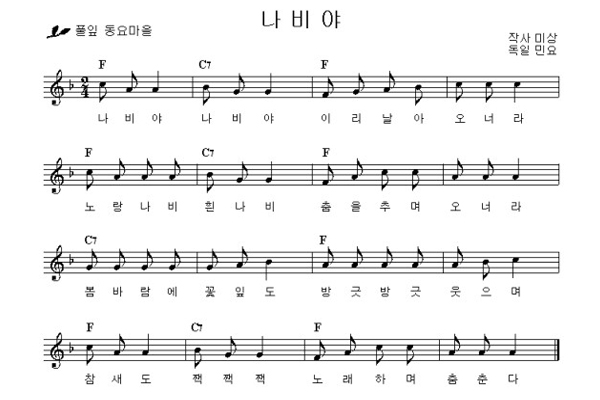 나비야
풀잎 동요마을
작사 미상
독일 민요
F C7 F
2/4
나 비 야 나 비 야 이 리 날 아 오 너 라
F C7 F
노 랑 나 비 흰 나 비 춤 을 추 며 오 너 라
C7 F
봄 바 람 에 꽃 잎 도 방 긋 방 긋 웃 으 며
F C7 F
참 새 도 짹 짹 짹 노 래 하 며 춤 춘 다